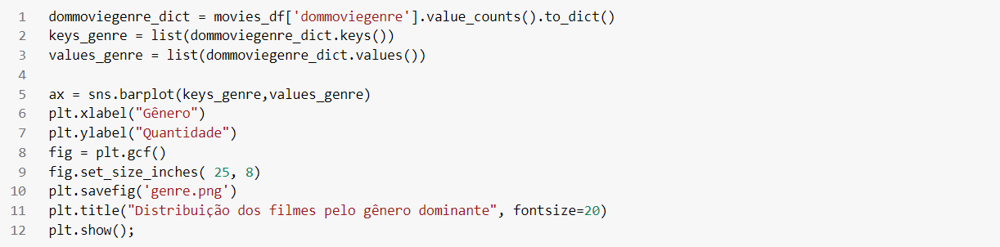 1 dommoviegenre_dict = movies_df['dommoviegenre'].value_counts().to_dict()
2 keys_genre = list(dommoviegenre_dict.keys())
3 values_genre = list(dommoviegenre_dict.values())
4
5 ax = sns.barplot(keys_genre,values_genre)
6 plt.xlabel("Gênero")
7 plt.ylabel("Quantidade")
8 fig = plt.gcf()
9 fig.set_size_inches( 25, 8)
10 plt.savefig('genre.png')
11 plt.title("Distribuição dos filmes pelo gênero dominante", fontsize=20)
12 plt.show();